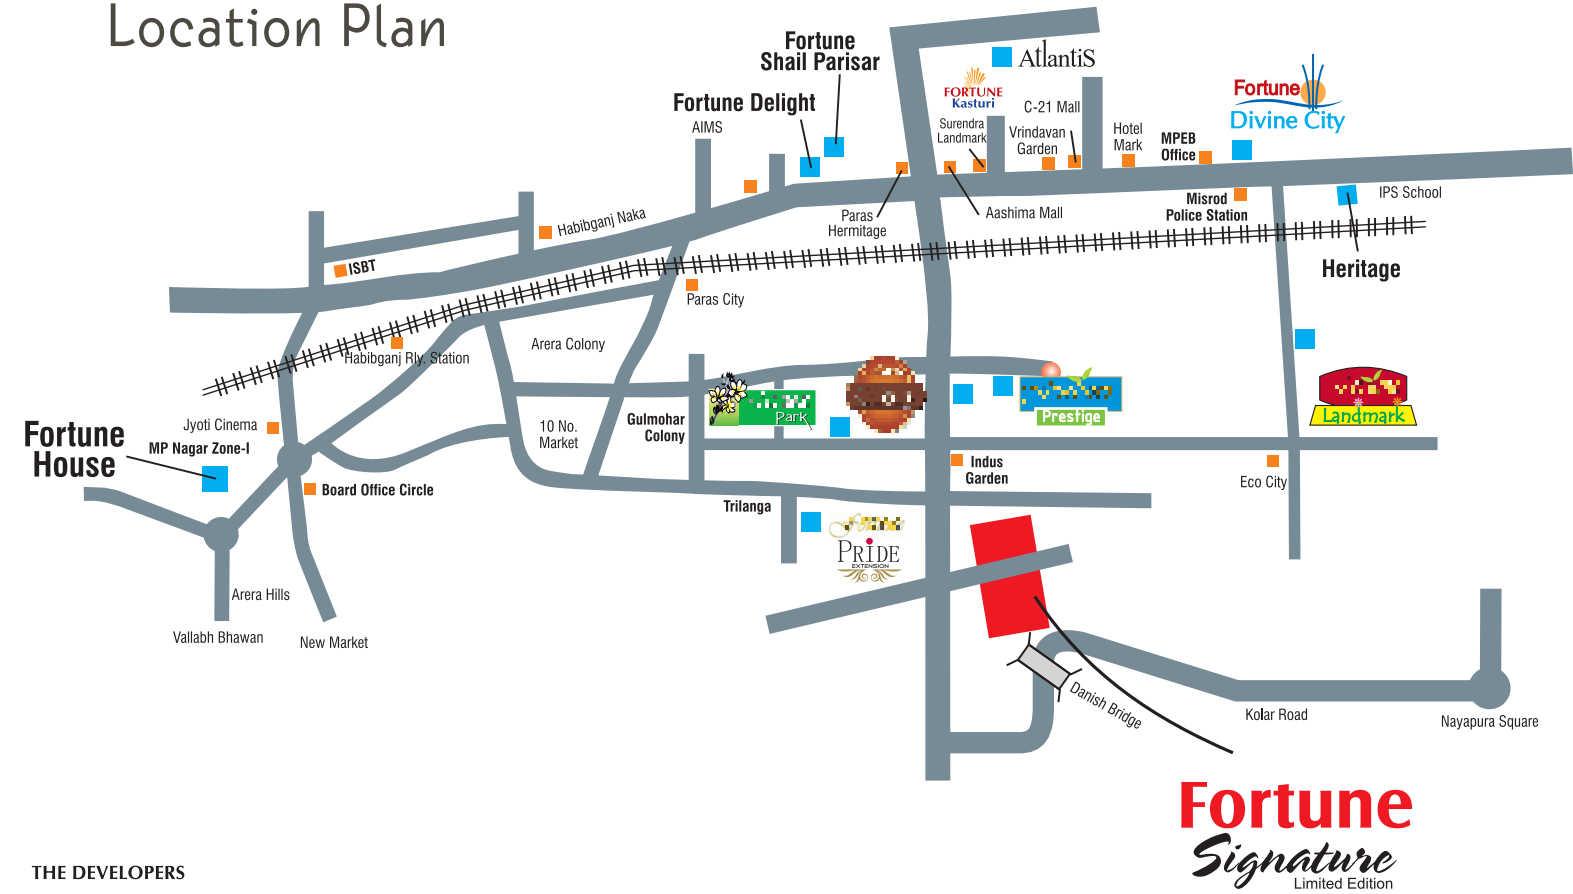 Location Plan
Fortune
Shail Parisar
AtlantiS
Fortune Delight
FORTUNE
Kasturi
Fortune
Divine City
AIMS
C-21 Mall
Surendra
Landmark
Vrindavan
Garden
Hotel
Mark
MPEB
Office
Habibganj Naka
Paras
Hermitage
Aashima Mall
Misrod
Police Station
IPS School
ISBT
Heritage
Paras City
Habibganj Rly. Station
Arera Colony
Park
Prestige
Landmark
Jyoti Cinema
Gulmohar
Colony
10 No.
Market
Fortune
House
MP Nagar Zone-I
Board Office Circle
Indus
Garden
Eco City
Trilanga
PRIDE
EXTENSION
Arera Hills
Vallabh Bhawan
New Market
Danish Bridge
Kolar Road
Nayapura Square
Fortune
Signature
Limited Edition
THE DEVELOPERS